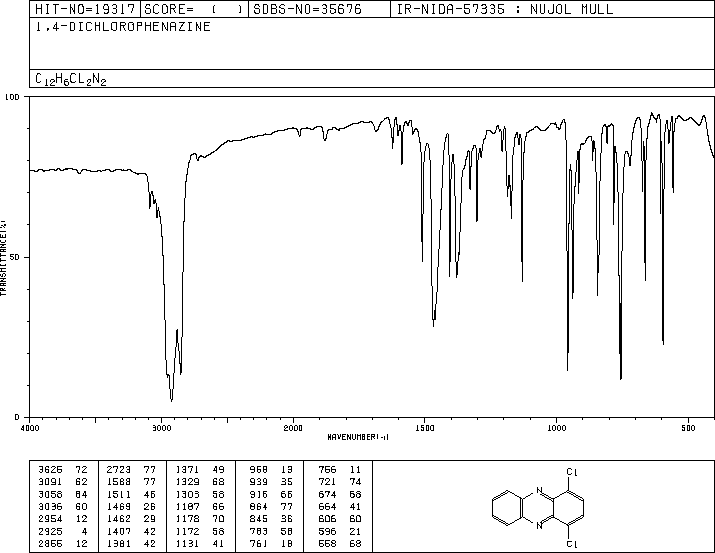 HIT-NO=19317 SCORE= ( ) SDBS-NO=35676 IR-NIDA-57335 : NUJOL MULL
1,4-DICHLOROPHENAZINE
C12H6CL2N2
100
50
0
TRANSMITTANCE(%)
4000 3000 2000 1500 1000 500
WAVENUMBER(-1)
3625 72 2723 77 1371 49 958 13 756 11
3091 62 1588 77 1329 68 939 35 721 74
3058 64 1511 46 1303 58 916 66 674 68
3036 60 1469 26 1187 66 864 77 664 41
2954 12 1462 29 1178 70 845 36 606 60
2925 4 1407 42 1172 58 783 58 596 21
2855 12 1381 42 1131 41 761 18 558 68
Cl
N
N
Cl